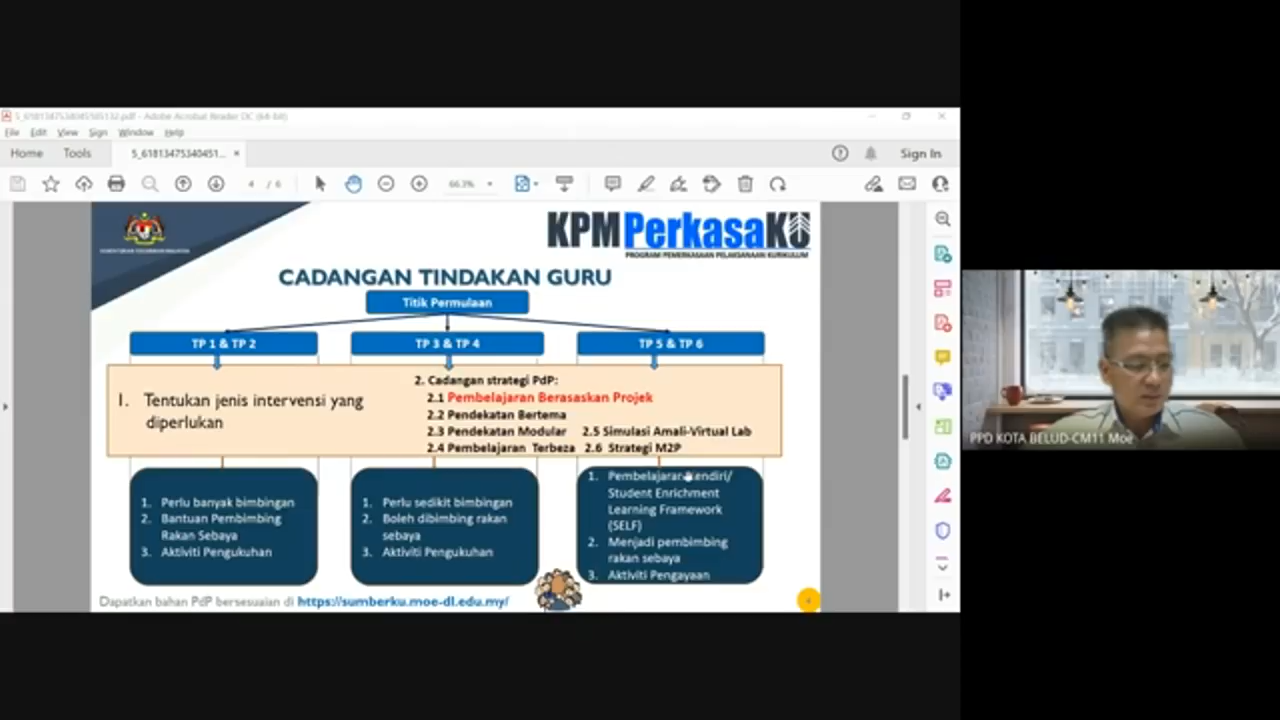 5_6181347534045105132.pdf - Adobe Acrobat Reader DC (64-bit)
File Edit View Sign Window Help
Home Tools 5_61813475340451... × Sign In
4 / 6 66.3%
KPMPerkasaKU
PROGRAM PEMERKASAAN PELAKSANAAN KURIKULUM
CADANGAN TINDAKAN GURU
Titik Permulaan
TP 1 & TP 2 TP 3 & TP 4 TP 5 & TP 6
1. Tentukan jenis intervensi yang
diperlukan
2. Cadangan strategi PdP:
2.1 Pembelajaran Berasaskan Projek
2.2 Pendekatan Bertema
2.3 Pendekatan Modular 2.5 Simulasi Amali-Virtual Lab
2.4 Pembelajaran Terbeza 2.6 Strategi M2P
1. Perlu banyak bimbingan
2. Bantuan Pembimbing
Rakan Sebaya
3. Aktiviti Pengukuhan
1. Perlu sedikit bimbingan
2. Boleh dibimbing rakan
sebaya
3. Aktiviti Pengukuhan
1. Pembelajaran Kendiri/
Student Enrichment
Learning Framework
(SELF)
2. Menjadi pembimbing
rakan sebaya
3. Aktiviti Pengayaan
Dapatkan bahan PdP bersesuaian di https://sumberku.moe-dl.edu.my/
PPD KOTA BELUD-CM11 Moe